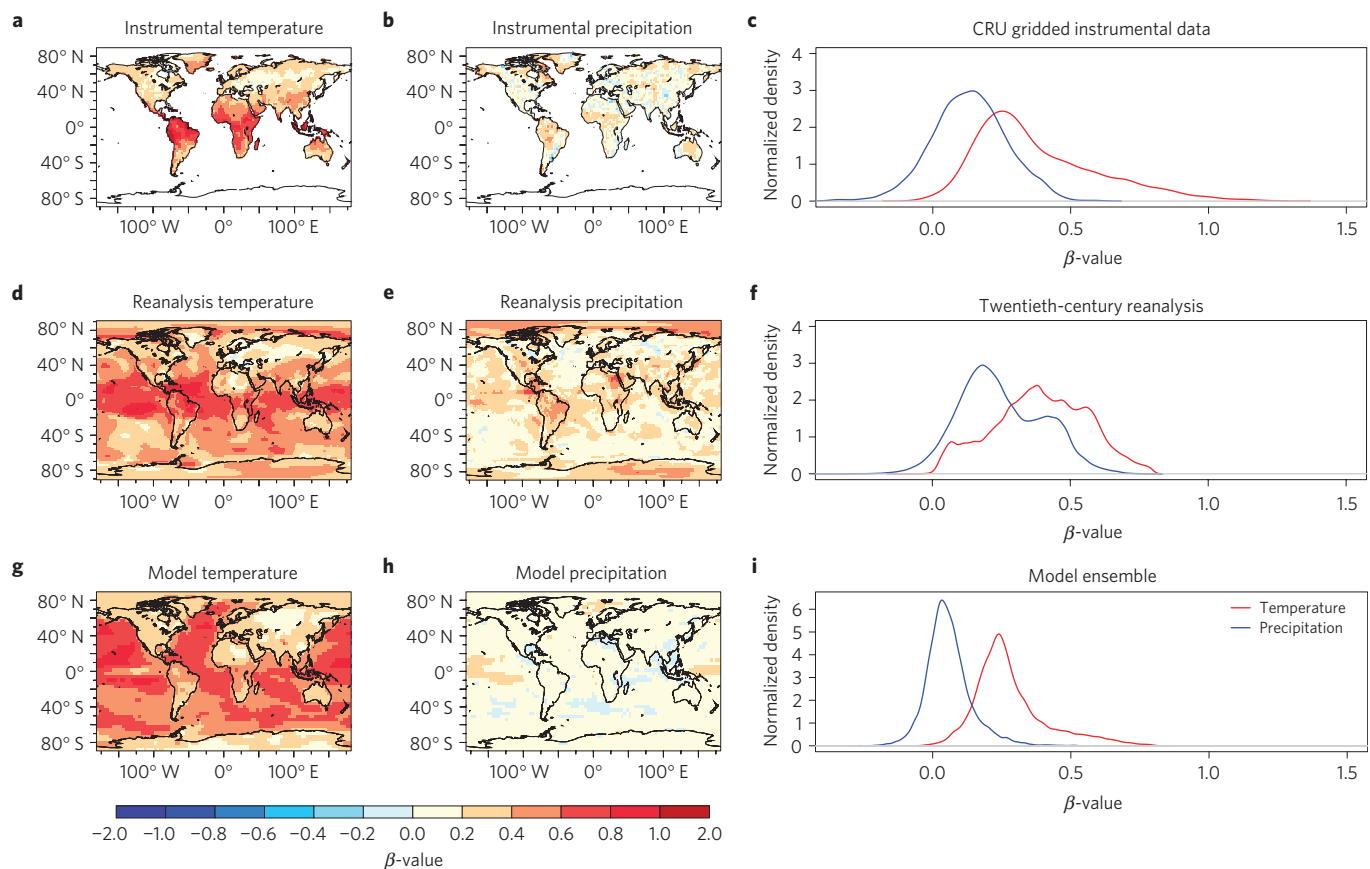 a
Instrumental temperature
80° N
40° N
0°
40° S
80° S
100° W 0° 100° E
b
Instrumental precipitation
80° N
40° N
0°
40° S
80° S
100° W 0° 100° E
c
CRU gridded instrumental data
Normalized density
4
3
2
1
0
0.0 0.5 1.0 1.5
β-value
d
Reanalysis temperature
80° N
40° N
0°
40° S
80° S
100° W 0° 100° E
e
Reanalysis precipitation
80° N
40° N
0°
40° S
80° S
100° W 0° 100° E
f
Twentieth-century reanalysis
Normalized density
4
3
2
1
0
0.0 0.5 1.0 1.5
β-value
g
Model temperature
80° N
40° N
0°
40° S
80° S
100° W 0° 100° E
h
Model precipitation
80° N
40° N
0°
40° S
80° S
100° W 0° 100° E
i
Model ensemble
Normalized density
6
5
4
3
2
1
0
Temperature
Precipitation
0.0 0.5 1.0 1.5
β-value
−2.0 −1.0 −0.8 −0.6 −0.4 −0.2 0.0 0.2 0.4 0.6 0.8 1.0 2.0
β-value